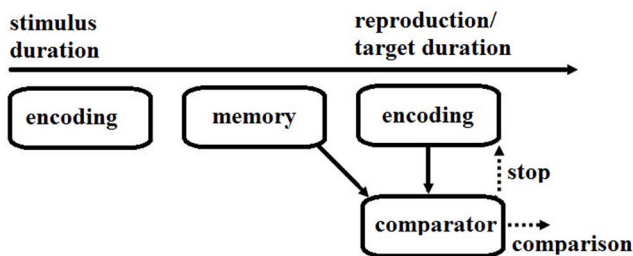 stimulus
duration
reproduction/
target duration
encoding
memory
encoding
stop
comparator
comparison